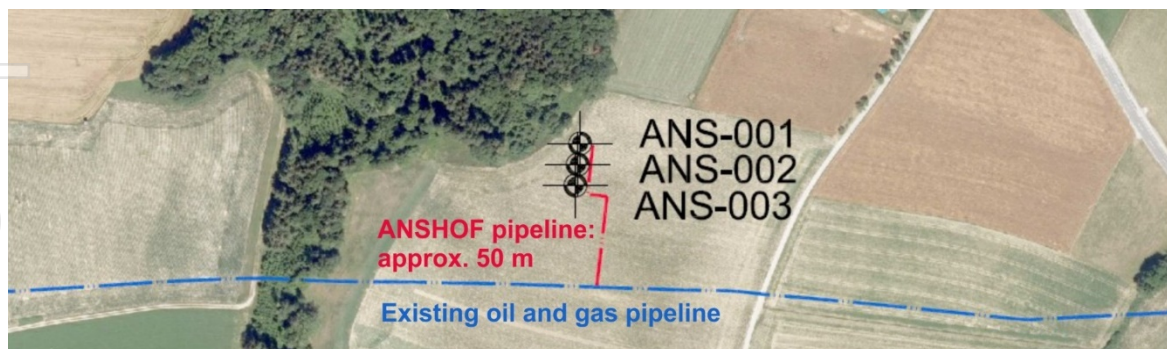 ANS-001
ANS-002
ANS-003
ANSHOF pipeline:
approx. 50 m
Existing oil and gas pipeline